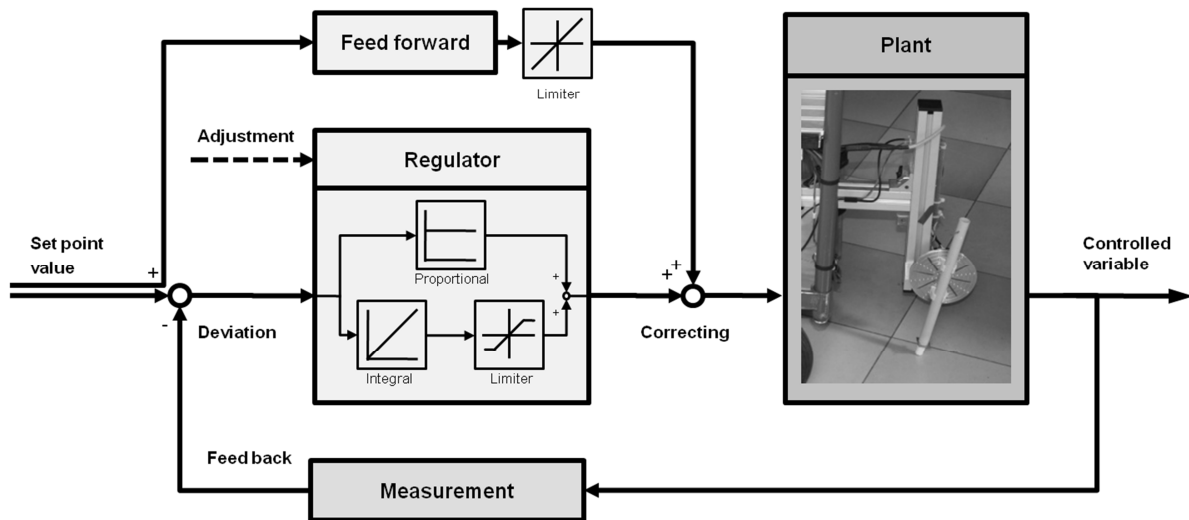 Feed forward
Limiter
Plant
Adjustment
Regulator
Set point
value
+
-
Deviation
Proportional
Integral
Limiter
+
+
+
+
Correcting
Controlled
variable
Feed back
Measurement